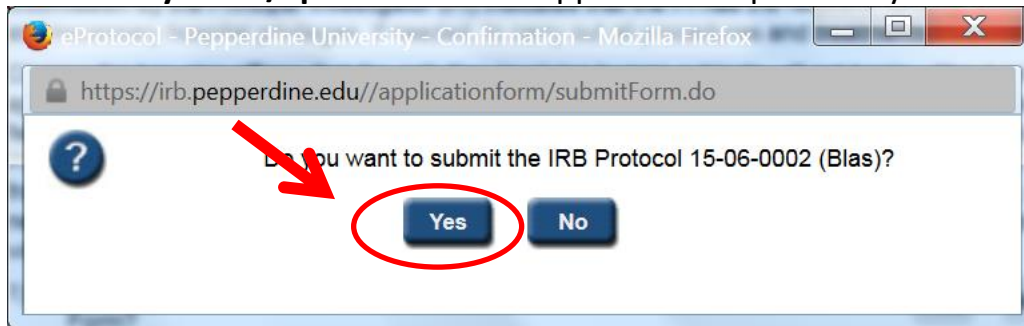 eProtocol - Pepperdine University - Confirmation - Mozilla Firefox
https://irb.pepperdine.edu//applicationform/submitForm.do
Do you want to submit the IRB Protocol 15-06-0002 (Blas)?
Yes No